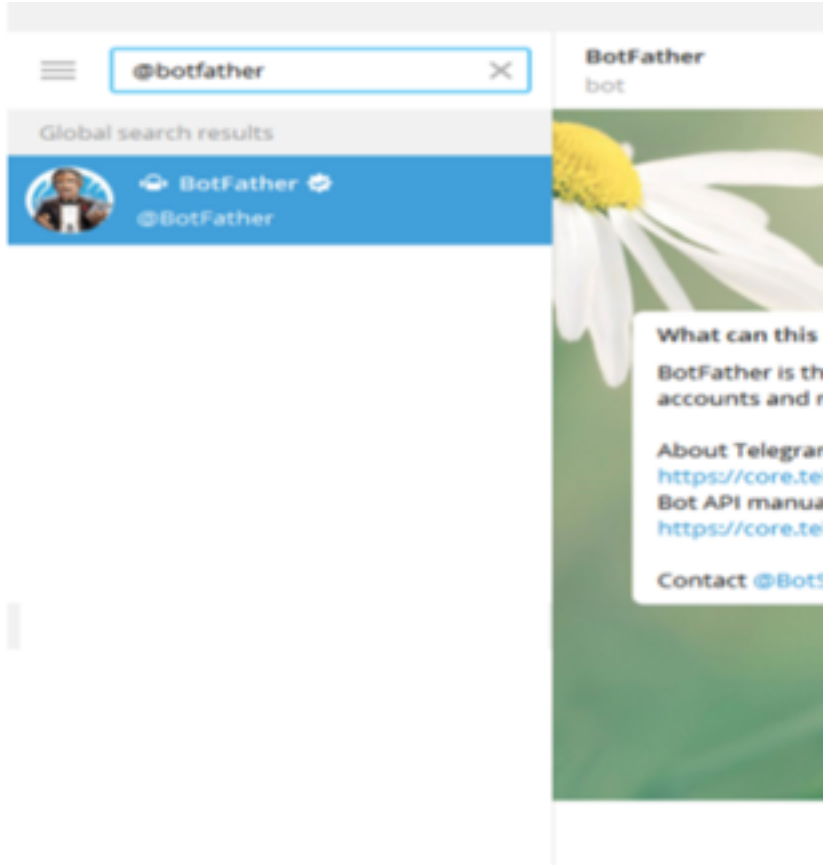 @botfather
Global search results
BotFather
@BotFather
BotFather
bot
What can this
BotFather is th
accounts and
About Telegra
https://core.te
Bot API manua
https://core.te
Contact @Bot